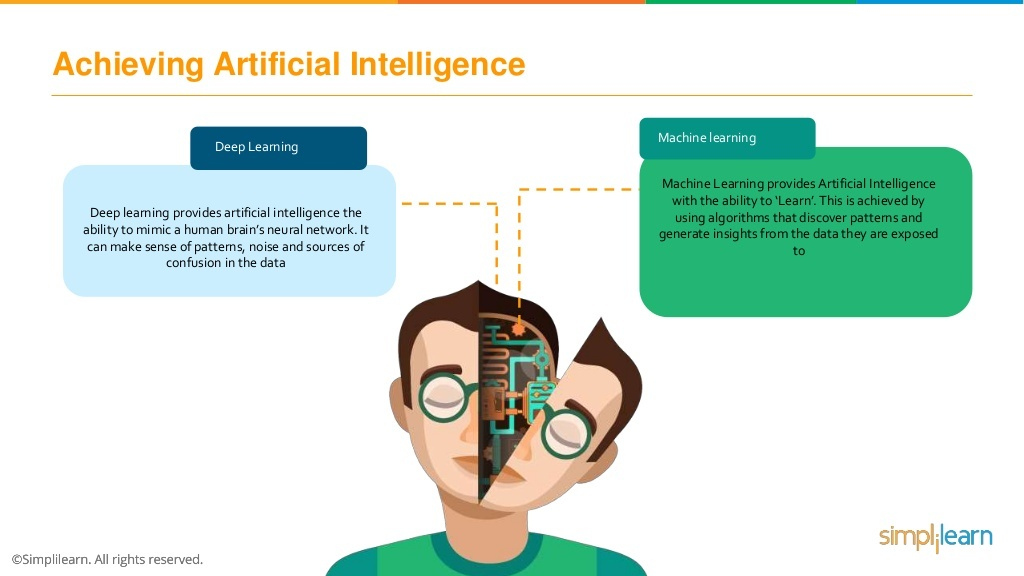 Achieving Artificial Intelligence
Deep Learning
Deep learning provides artificial intelligence the
ability to mimic a human brain's neural network. It
can make sense of patterns, noise and sources of
confusion in the data
Machine learning
Machine Learning provides Artificial Intelligence
with the ability to ‘Learn’. This is achieved by
using algorithms that discover patterns and
generate insights from the data they are exposed
to
simplilearn
©Simplilearn. All rights reserved.